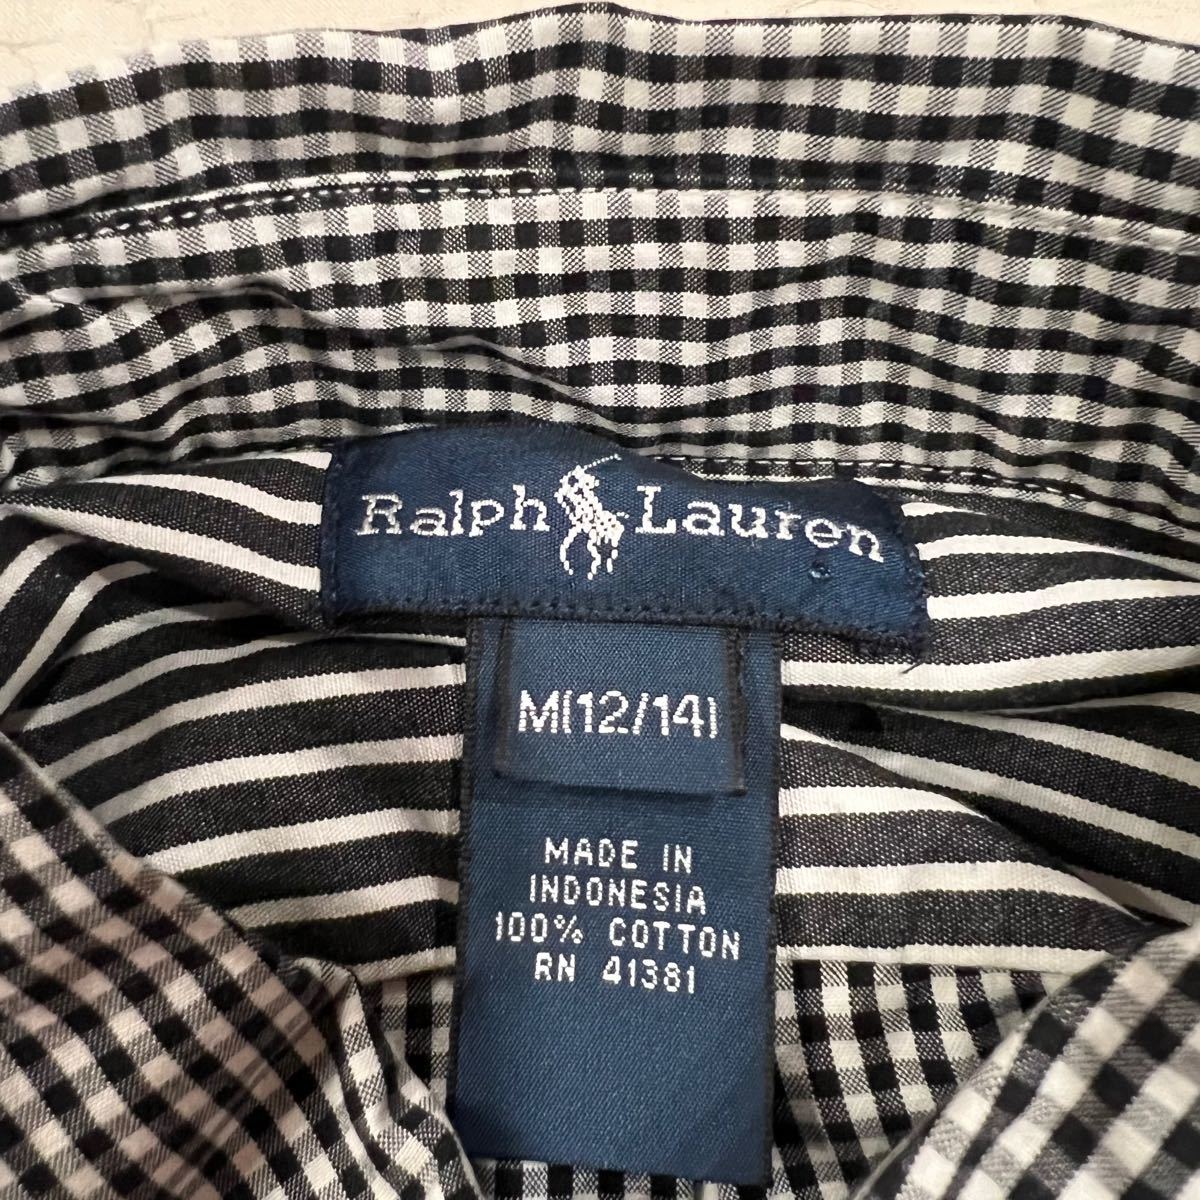 Ralph Lauren
M(12/14)
MADE IN
INDONESIA
100% COTTON
RN 41381